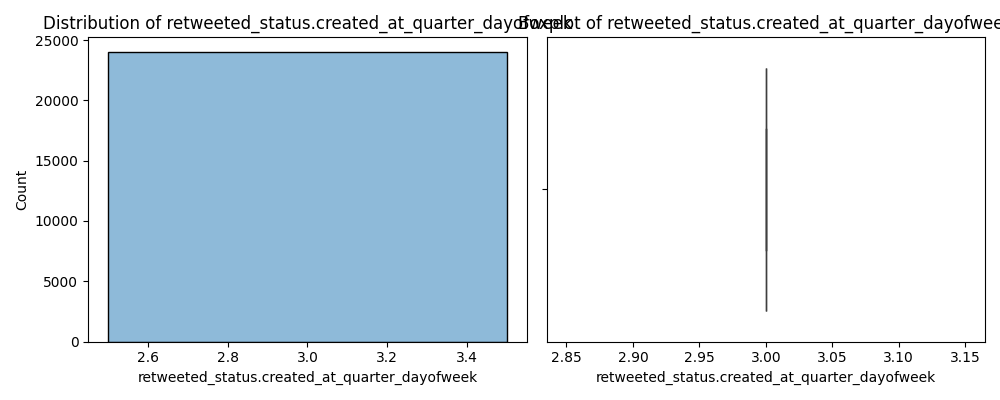 Distribution of retweeted_status.created_at_quarter_dayofweek
25000
20000
15000
10000
5000
0
Count
2.6 2.8 3.0 3.2 3.4
retweeted_status.created_at_quarter_dayofweek
Boxplot of retweeted_status.created_at_quarter_dayofwee
2.85 2.90 2.95 3.00 3.05 3.10 3.15
retweeted_status.created_at_quarter_dayofweek